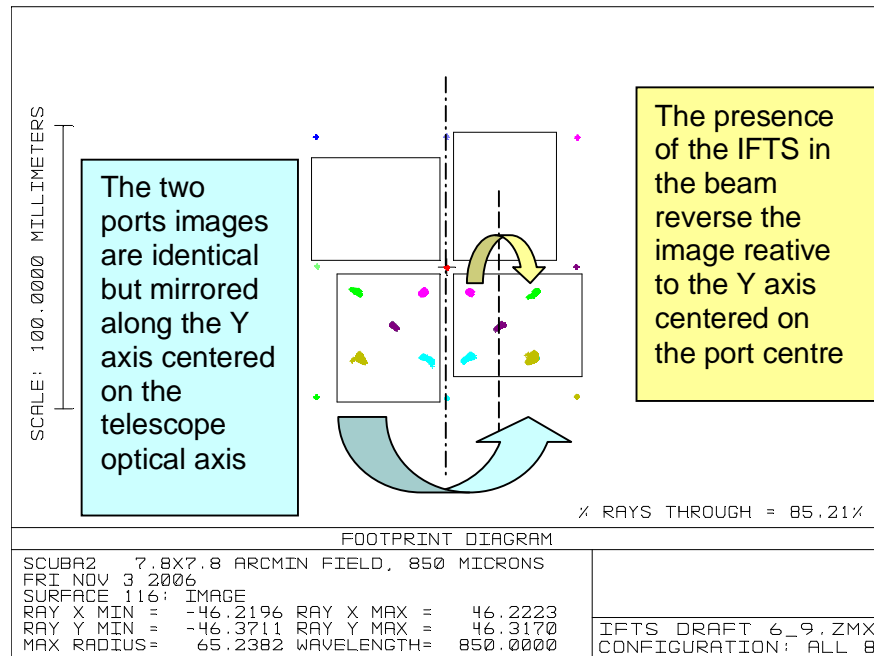 SCALE: 100.0000 MILLIMETERS
The two
ports images
are identical
but mirrored
along the Y
axis centered
on the
telescope
optical axis
The presence
of the IFTS in
the beam
reverse the
image reative
to the Y axis
centered on
the port centre
% RAYS THROUGH = 85.21%
FOOTPRINT DIAGRAM
SCUBA2 7.8X7.8 ARCMIN FIELD, 850 MICRONS
FRI NOV 3 2006
SURFACE 116: IMAGE
RAY X MIN = -46.2196 RAY X MAX = 46.2223
RAY Y MIN = -46.3711 RAY Y MAX = 46.3170
MAX RADIUS= 65.2382 WAVELENGTH= 850.0000
IFTS DRAFT 6_9.ZMX
CONFIGURATION: ALL 8